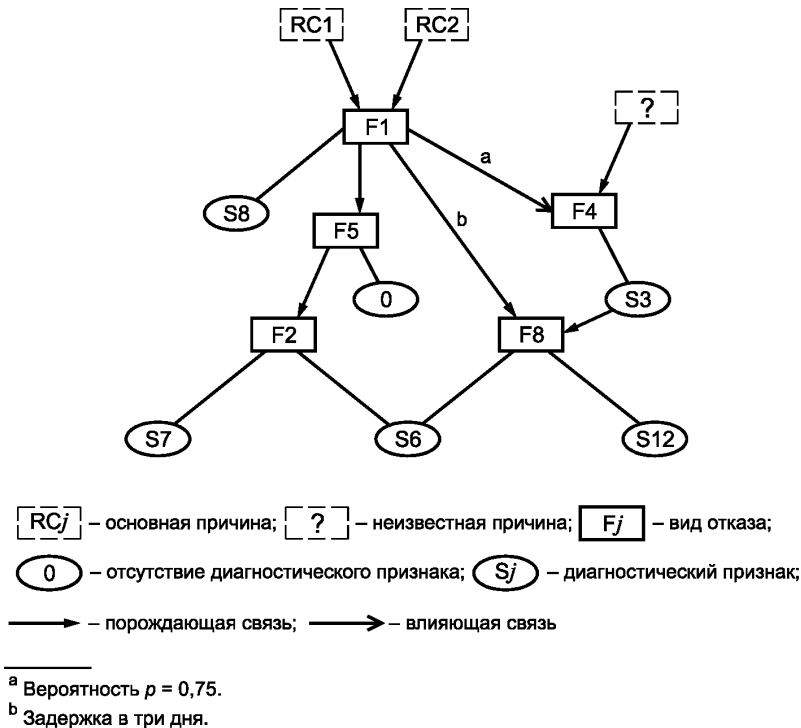 RC1 RC2
?
F1
a
F4
S8
b
F5
0
S3
F2 F8
S7 S6 S12
RCj – основная причина; ? – неизвестная причина; Fj – вид отказа;
0 – отсутствие диагностического признака; Sj – диагностический признак;
– порождающая связь; – влияющая связь
a Вероятность p = 0,75.
b Задержка в три дня.